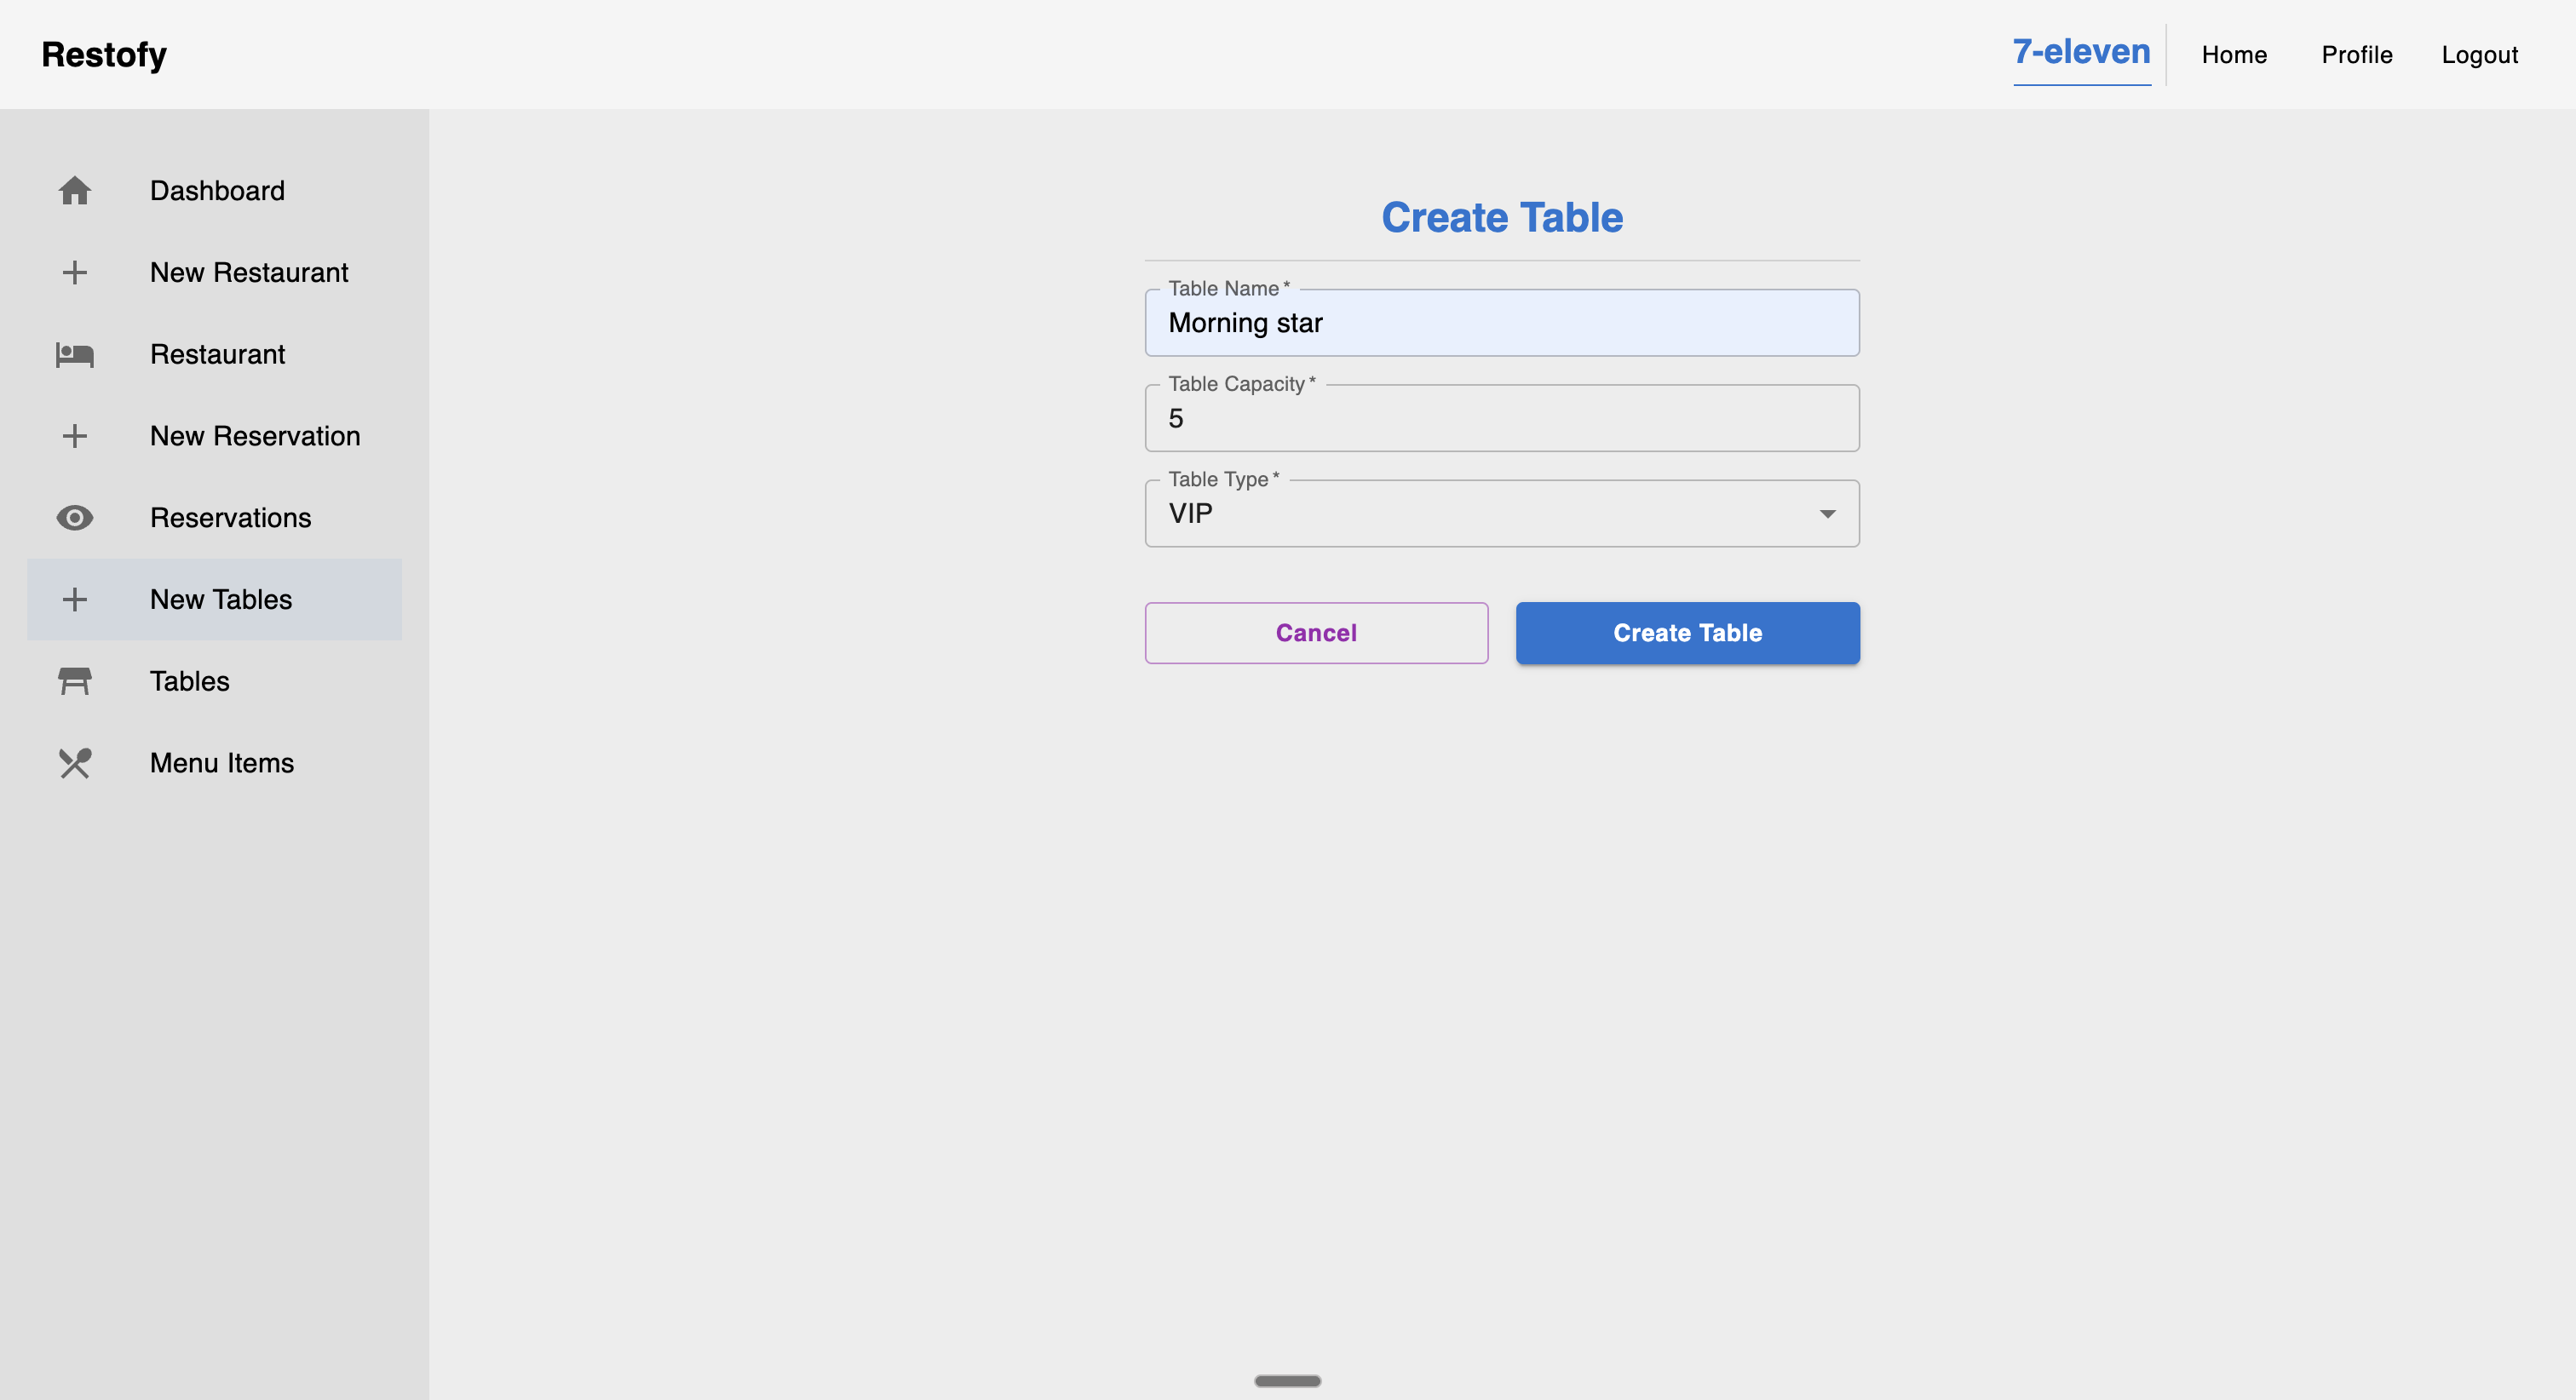 Restofy
7-eleven
Home
Profile
Logout
Dashboard
New Restaurant
Restaurant
New Reservation
Reservations
New Tables
Tables
Menu Items
Create Table
Table Name *
Morning star
Table Capacity *
5
Table Type *
VIP
Cancel
Create Table